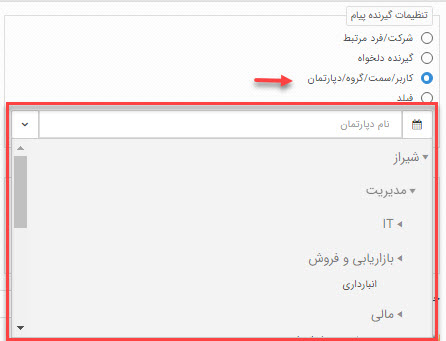 تنظیمات گیرنده پیام
شرکت/فرد مرتبط
گیرنده دلخواه
کاربر/سمت/گروه/دپارتمان
فیلد
نام دپارتمان
شیراز
مدیریت
IT
بازاریابی و فروش
انبارداری
مالی